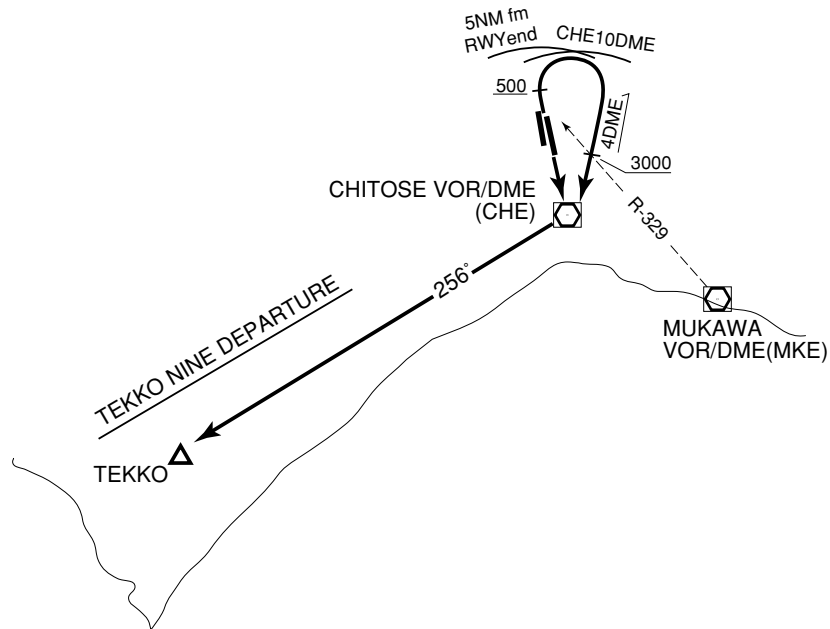 5NM fm
RWYend
CHE10DME
500
4DME
3000
CHITOSE VOR/DME
(CHE)
R-329
256°
MUKAWA
VOR/DME(MKE)
TEKKO NINE DEPARTURE
TEKKO